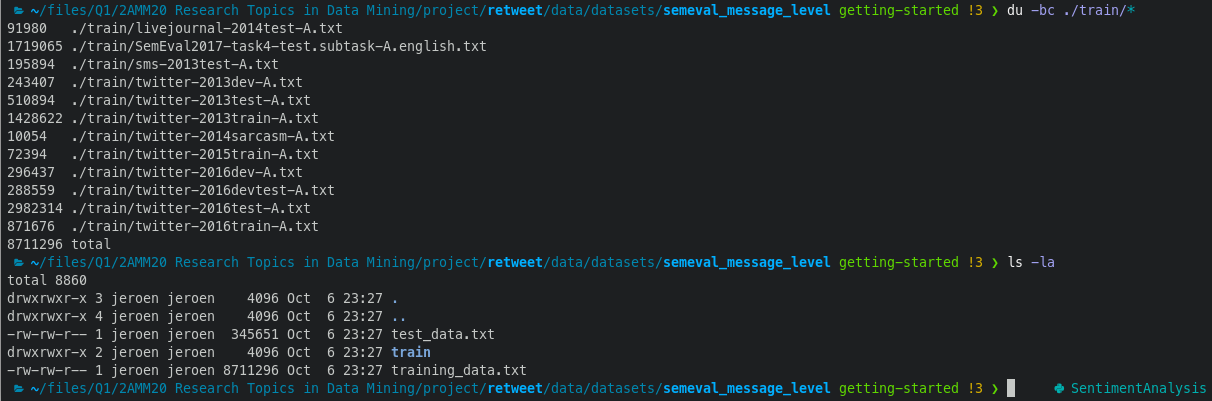 ~/files/Q1/2AMM20 Research Topics in Data Mining/project/retweet/data/datasets/semeval_message_level getting-started !3 ❯ du -bc ./train/*
91980   ./train/livejournal-2014test-A.txt
1719065 ./train/SemEval2017-task4-test.subtask-A.english.txt
195894  ./train/sms-2013test-A.txt
243407  ./train/twitter-2013dev-A.txt
510894  ./train/twitter-2013test-A.txt
1428622 ./train/twitter-2013train-A.txt
10054   ./train/twitter-2014sarcasm-A.txt
72394   ./train/twitter-2015train-A.txt
296437  ./train/twitter-2016dev-A.txt
288559  ./train/twitter-2016devtest-A.txt
2982314 ./train/twitter-2016test-A.txt
871676  ./train/twitter-2016train-A.txt
8711296 total
~/files/Q1/2AMM20 Research Topics in Data Mining/project/retweet/data/datasets/semeval_message_level getting-started !3 ❯ ls -la
total 8860
drwxrwxr-x 3 jeroen jeroen    4096 Oct  6 23:27 .
drwxrwxr-x 4 jeroen jeroen    4096 Oct  6 23:27 ..
-rw-rw-r-- 1 jeroen jeroen  345651 Oct  6 23:27 test_data.txt
drwxrwxr-x 2 jeroen jeroen    4096 Oct  6 23:27 train
-rw-rw-r-- 1 jeroen jeroen 8711296 Oct  6 23:27 training_data.txt
~/files/Q1/2AMM20 Research Topics in Data Mining/project/retweet/data/datasets/semeval_message_level getting-started !3 ❯ SentimentAnalysis